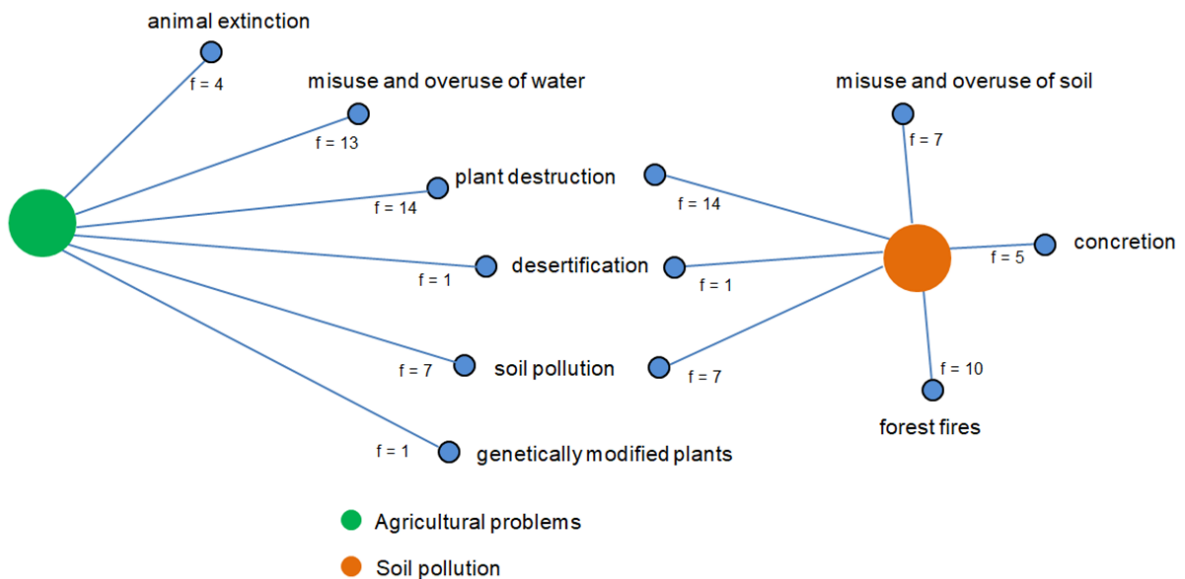 animal extinction
f = 4
misuse and overuse of water
f = 13
misuse and overuse of soil
f = 7
plant destruction
f = 14
f = 14
concretion
f = 5
desertification
f = 1
f = 1
soil pollution
f = 7
f = 7
f = 10
forest fires
f = 1
genetically modified plants
Agricultural problems
Soil pollution